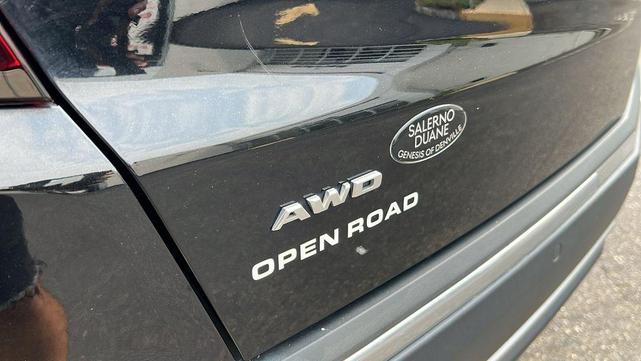 SALERNO
DUANE
GENESIS OF DENVILLE
AWD
OPEN ROAD